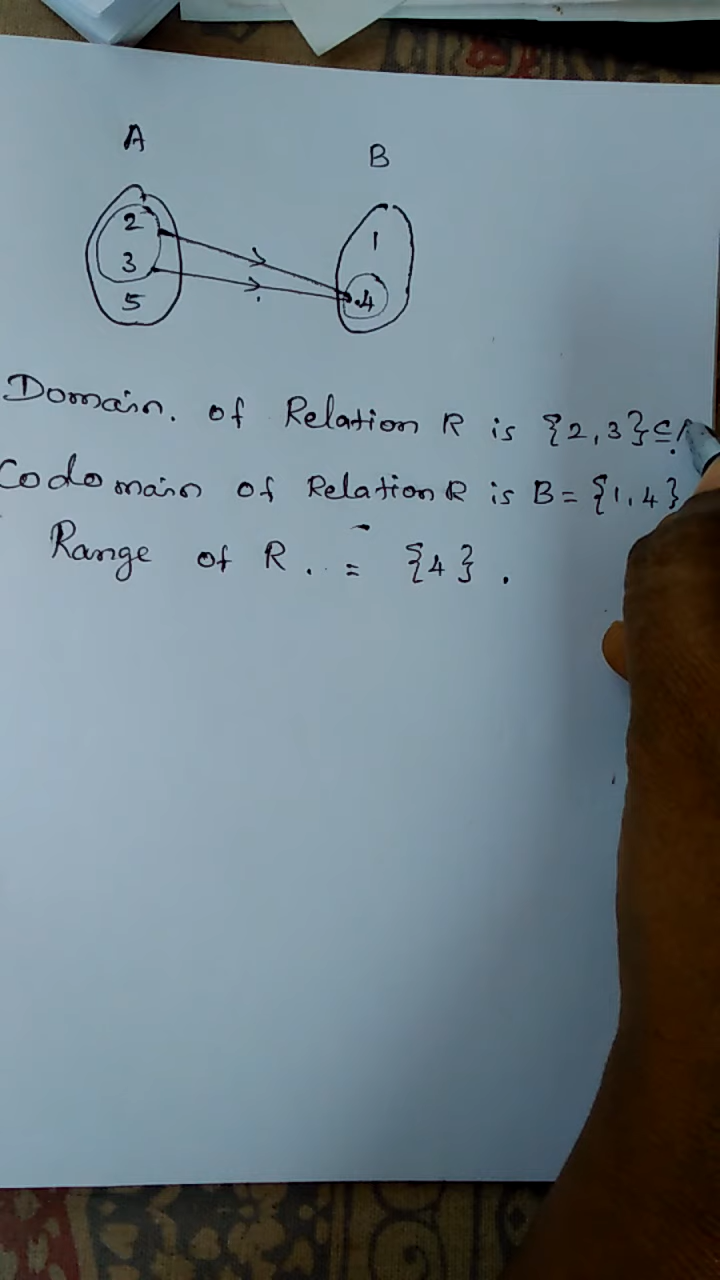 A
B
2
3
5
1
.4
Domain. of Relation R is {2,3}⊆
Codomain of Relation R is B = {1,4}
Range of R. = {4}.